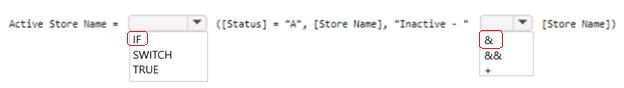 Active Store Name = ([Status] = "A", [Store Name], "Inactive - " [Store Name])
IF
SWITCH
TRUE
&
&&
+